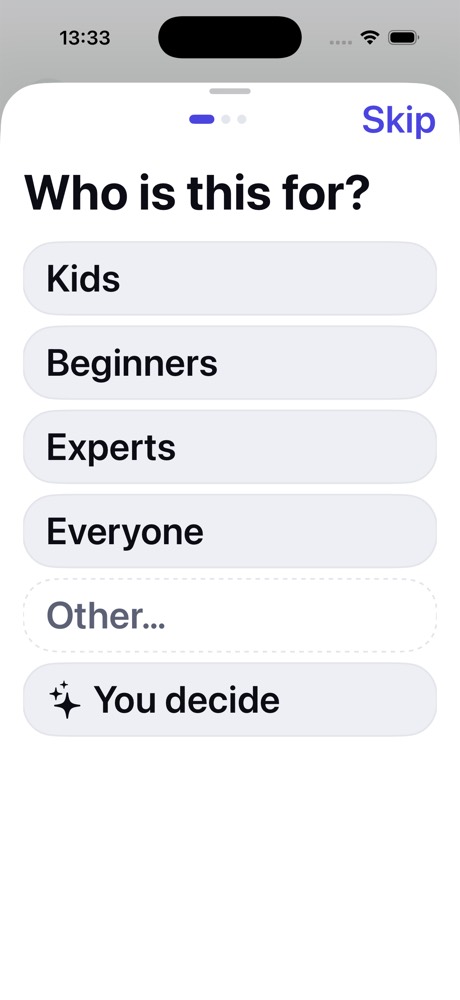 13:33
Skip
Who is this for?
Kids
Beginners
Experts
Everyone
Other...
You decide